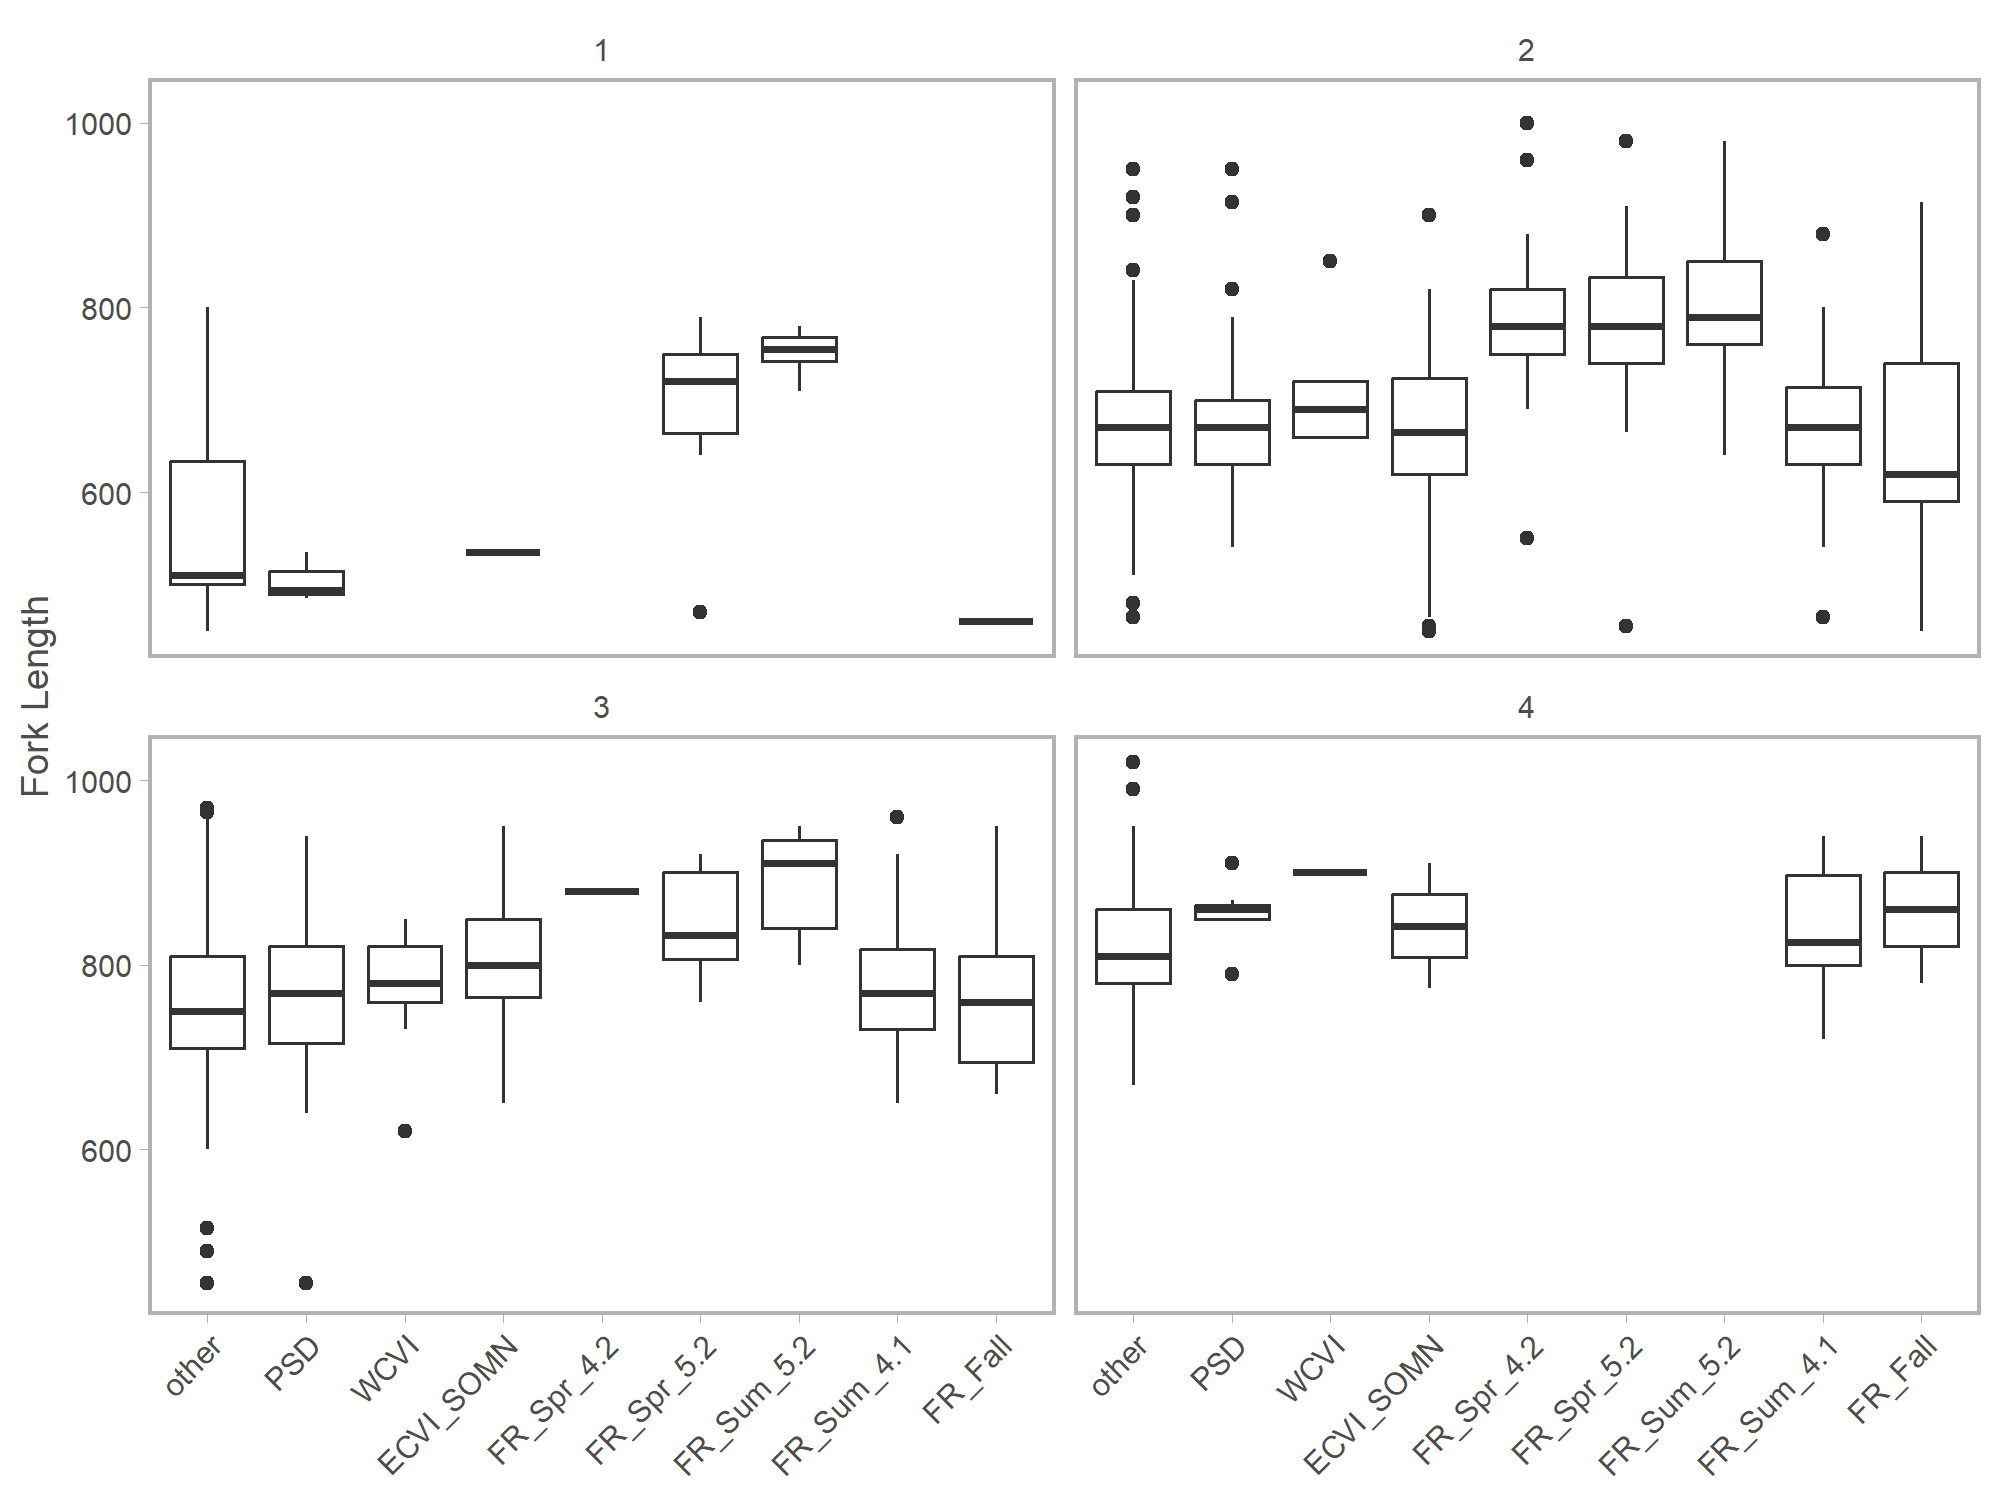 1
2
1000
800
600
Fork Length
3
4
1000
800
600
other
PSD
WCVI
ECVI_SOMN
FR_Spr_4.2
FR_Spr_5.2
FR_Sum_5.2
FR_Sum_4.1
FR_Fall
other
PSD
WCVI
ECVI_SOMN
FR_Spr_4.2
FR_Spr_5.2
FR_Sum_5.2
FR_Sum_4.1
FR_Fall